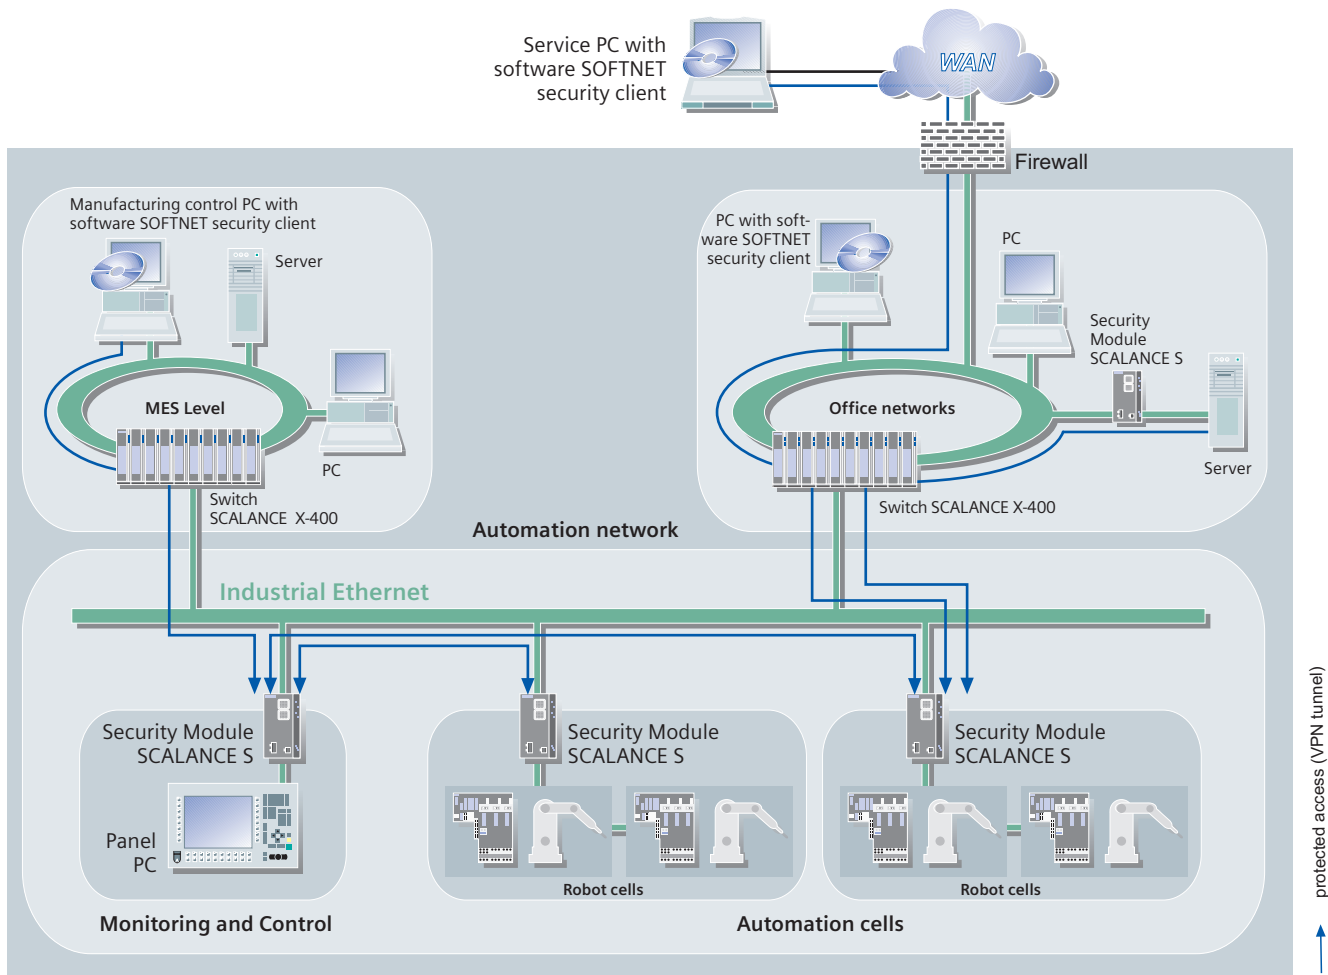 Service PC with
software SOFTNET
security client
WAN
Firewall
Manufacturing control PC with
software SOFTNET security client
Server
MES Level
PC
Switch
SCALANCE X-400
PC with soft-
ware SOFTNET
security client
PC
Security
Module
SCALANCE S
Office networks
Server
Switch SCALANCE X-400
Automation network
Industrial Ethernet
Security Module
SCALANCE S
Panel
PC
Monitoring and Control
Security Module
SCALANCE S
Robot cells
Security Module
SCALANCE S
Robot cells
Automation cells
protected access (VPN tunnel)